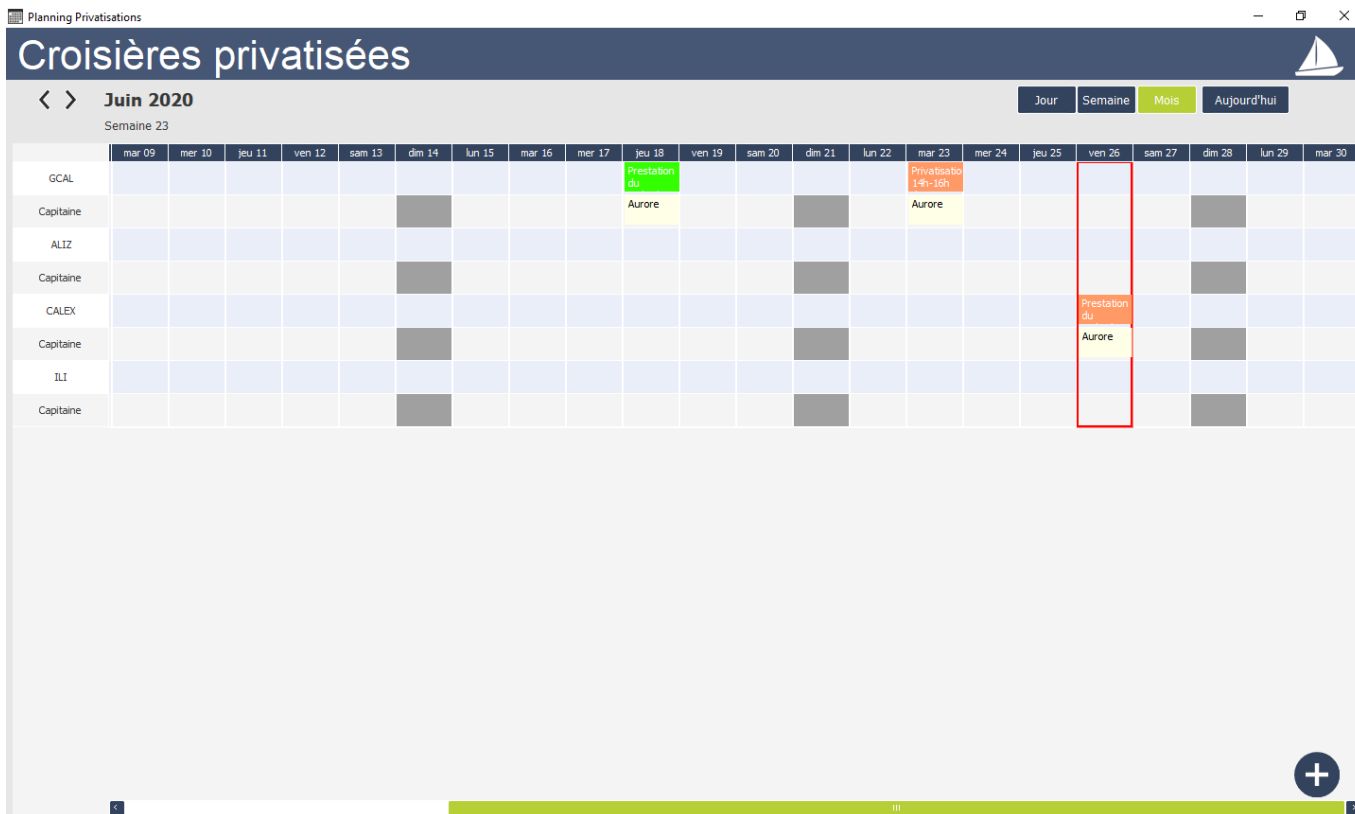 Planning Privatisations
Croisières privatisées
Juin 2020
Semaine 23
Jour Semaine Mois Aujourd'hui
mar 09 mer 10 jeu 11 ven 12 sam 13 dim 14 lun 15 mar 16 mer 17 jeu 18 ven 19 sam 20 dim 21 lun 22 mar 23 mer 24 jeu 25 ven 26 sam 27 dim 28 lun 29 mar 30
GCAL
Prestation
du
Privatisatio
14h-16h
Capitaine
Aurore
Aurore
ALIZ
Capitaine
CALEX
Prestation
du
Capitaine
Aurore
ILI
Capitaine